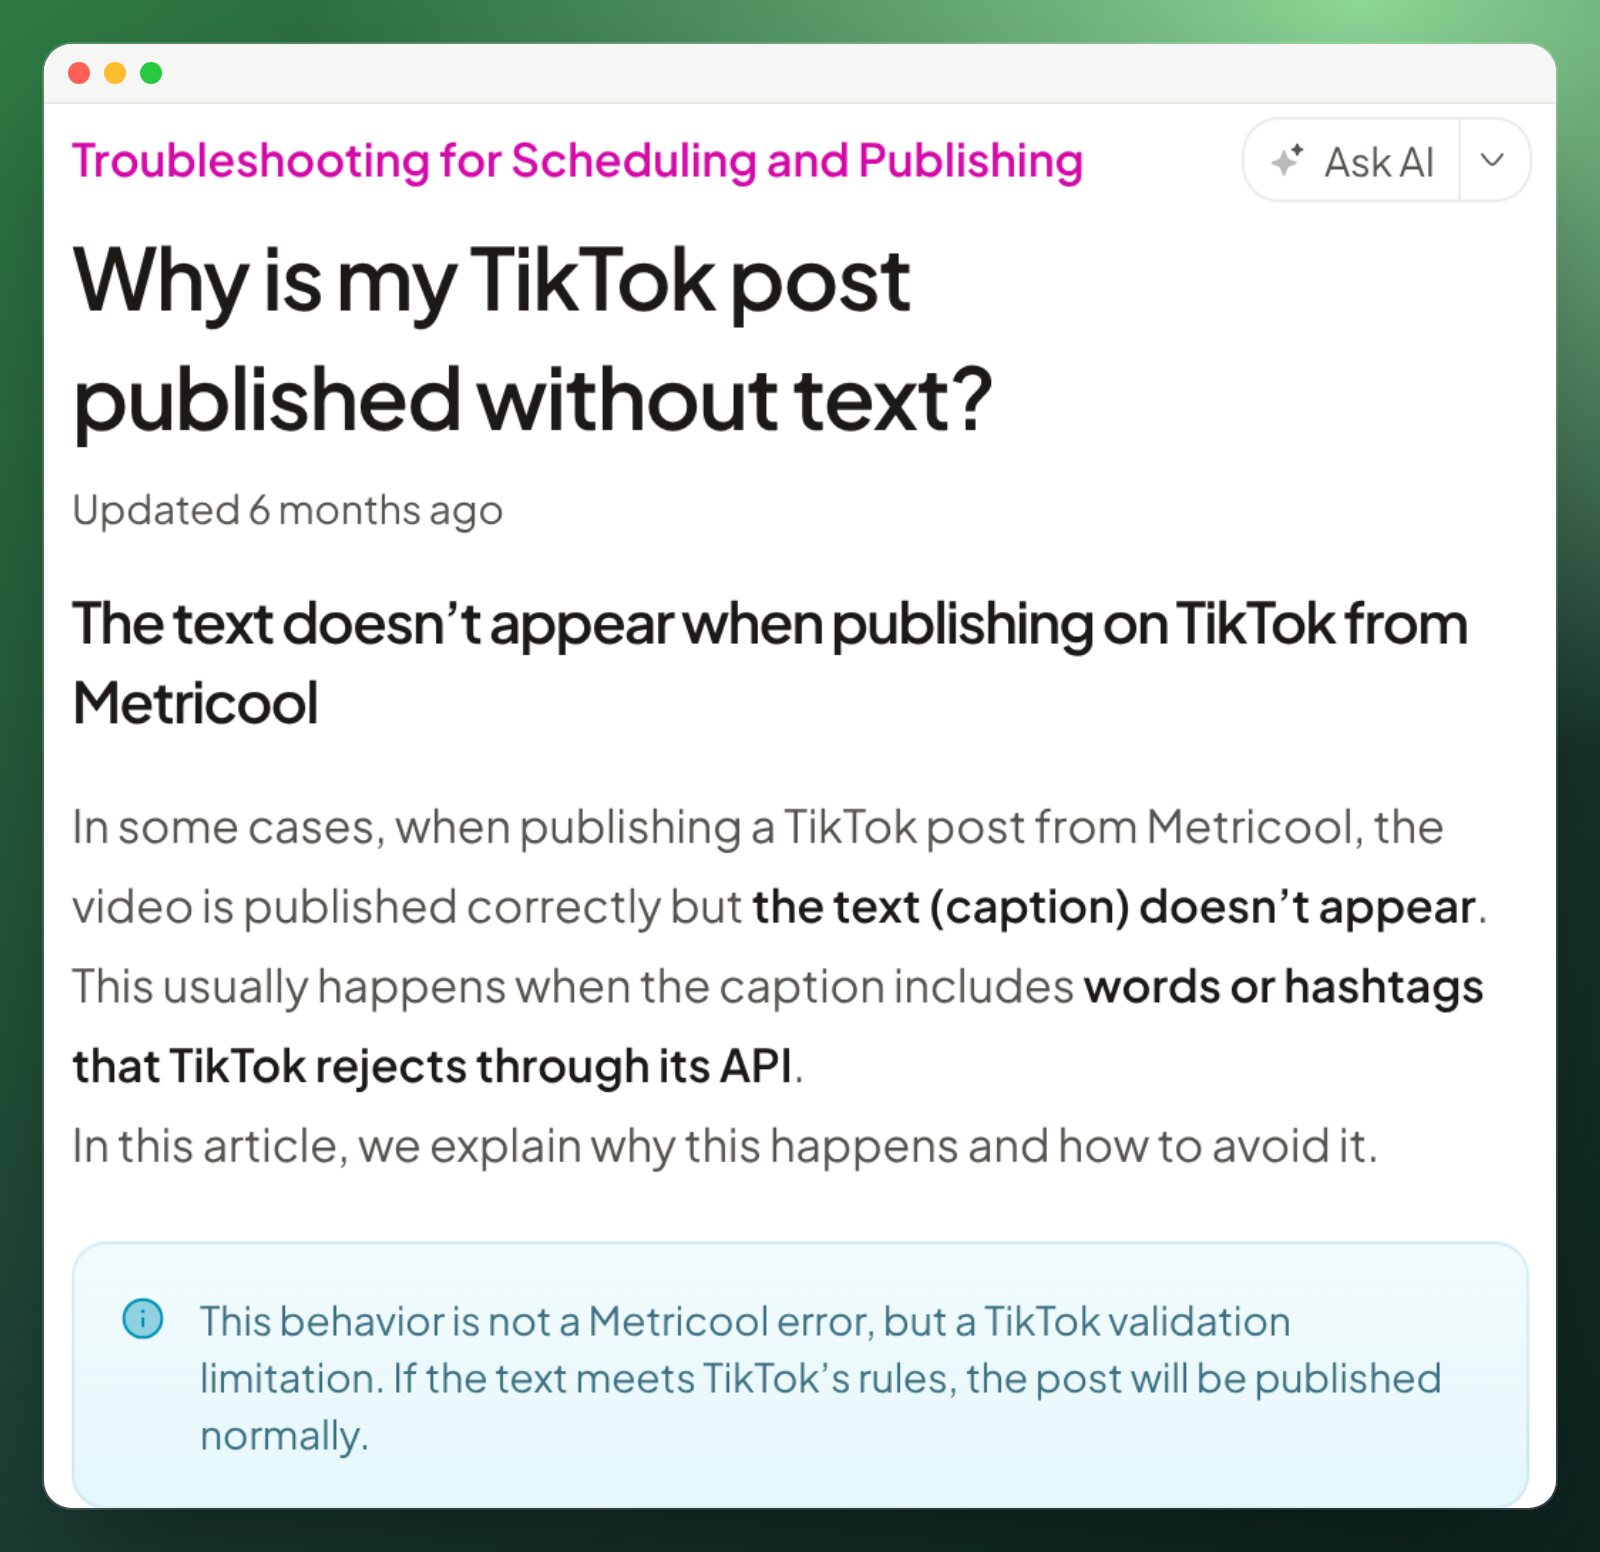 Troubleshooting for Scheduling and Publishing
Ask AI
Why is my TikTok post
published without text?
Updated 6 months ago
The text doesn’t appear when publishing on TikTok from
Metricool
In some cases, when publishing a TikTok post from Metricool, the
video is published correctly but the text (caption) doesn’t appear.
This usually happens when the caption includes words or hashtags
that TikTok rejects through its API.
In this article, we explain why this happens and how to avoid it.
This behavior is not a Metricool error, but a TikTok validation
limitation. If the text meets TikTok’s rules, the post will be published
normally.